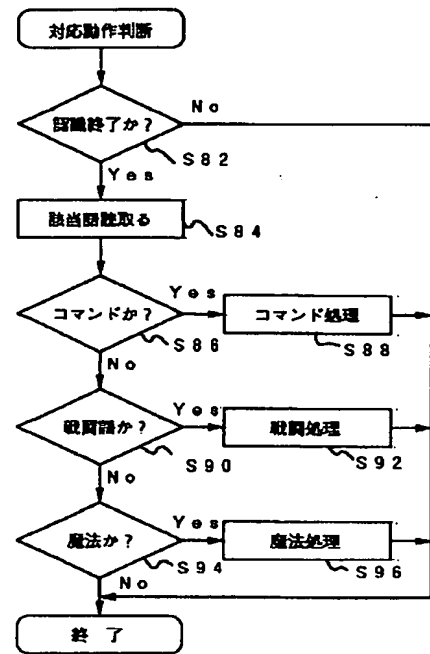 対応動作判断
No
認識終了か？
S82
Yes
該当語読取る
S84
Yes
コマンドか？
コマンド処理
S86
S88
No
Yes
戦闘語か？
戦闘処理
S90
S92
No
Yes
魔法か？
魔法処理
S94
S96
No
終了